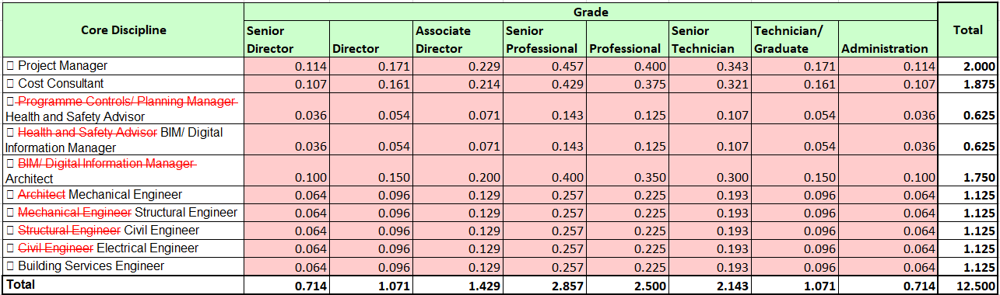 Core Discipline Grade Total
Senior Director Director Associate Director Senior Professional Professional Senior Technician Technician/ Graduate Administration
Project Manager 0.114 0.171 0.229 0.457 0.400 0.343 0.171 0.114 2.000
Cost Consultant 0.107 0.161 0.214 0.429 0.375 0.321 0.161 0.107 1.875
Programme Controls/ Planning Manager
Health and Safety Advisor 0.036 0.054 0.071 0.143 0.125 0.107 0.054 0.036 0.625
Health and Safety Advisor BIM/ Digital
Information Manager 0.036 0.054 0.071 0.143 0.125 0.107 0.054 0.036 0.625
BIM/ Digital Information Manager
Architect 0.100 0.150 0.200 0.400 0.350 0.300 0.150 0.100 1.750
Architect Mechanical Engineer 0.064 0.096 0.129 0.257 0.225 0.193 0.096 0.064 1.125
Mechanical Engineer Structural Engineer 0.064 0.096 0.129 0.257 0.225 0.193 0.096 0.064 1.125
Structural Engineer Civil Engineer 0.064 0.096 0.129 0.257 0.225 0.193 0.096 0.064 1.125
Civil Engineer Electrical Engineer 0.064 0.096 0.129 0.257 0.225 0.193 0.096 0.064 1.125
Building Services Engineer 0.064 0.096 0.129 0.257 0.225 0.193 0.096 0.064 1.125
Total 0.714 1.071 1.429 2.857 2.500 2.143 1.071 0.714 12.500